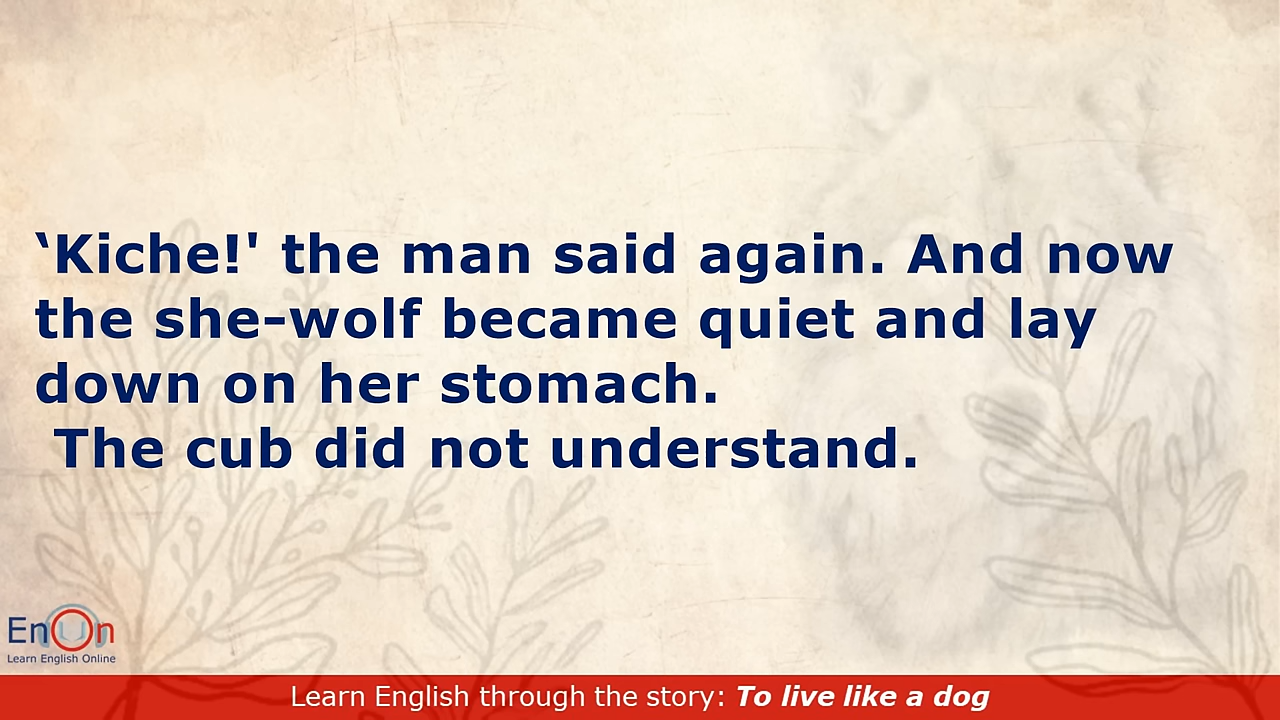 ‘Kiche!' the man said again. And now
the she-wolf became quiet and lay
down on her stomach.
The cub did not understand.
EnOn
Learn English Online
Learn English through the story: To live like a dog